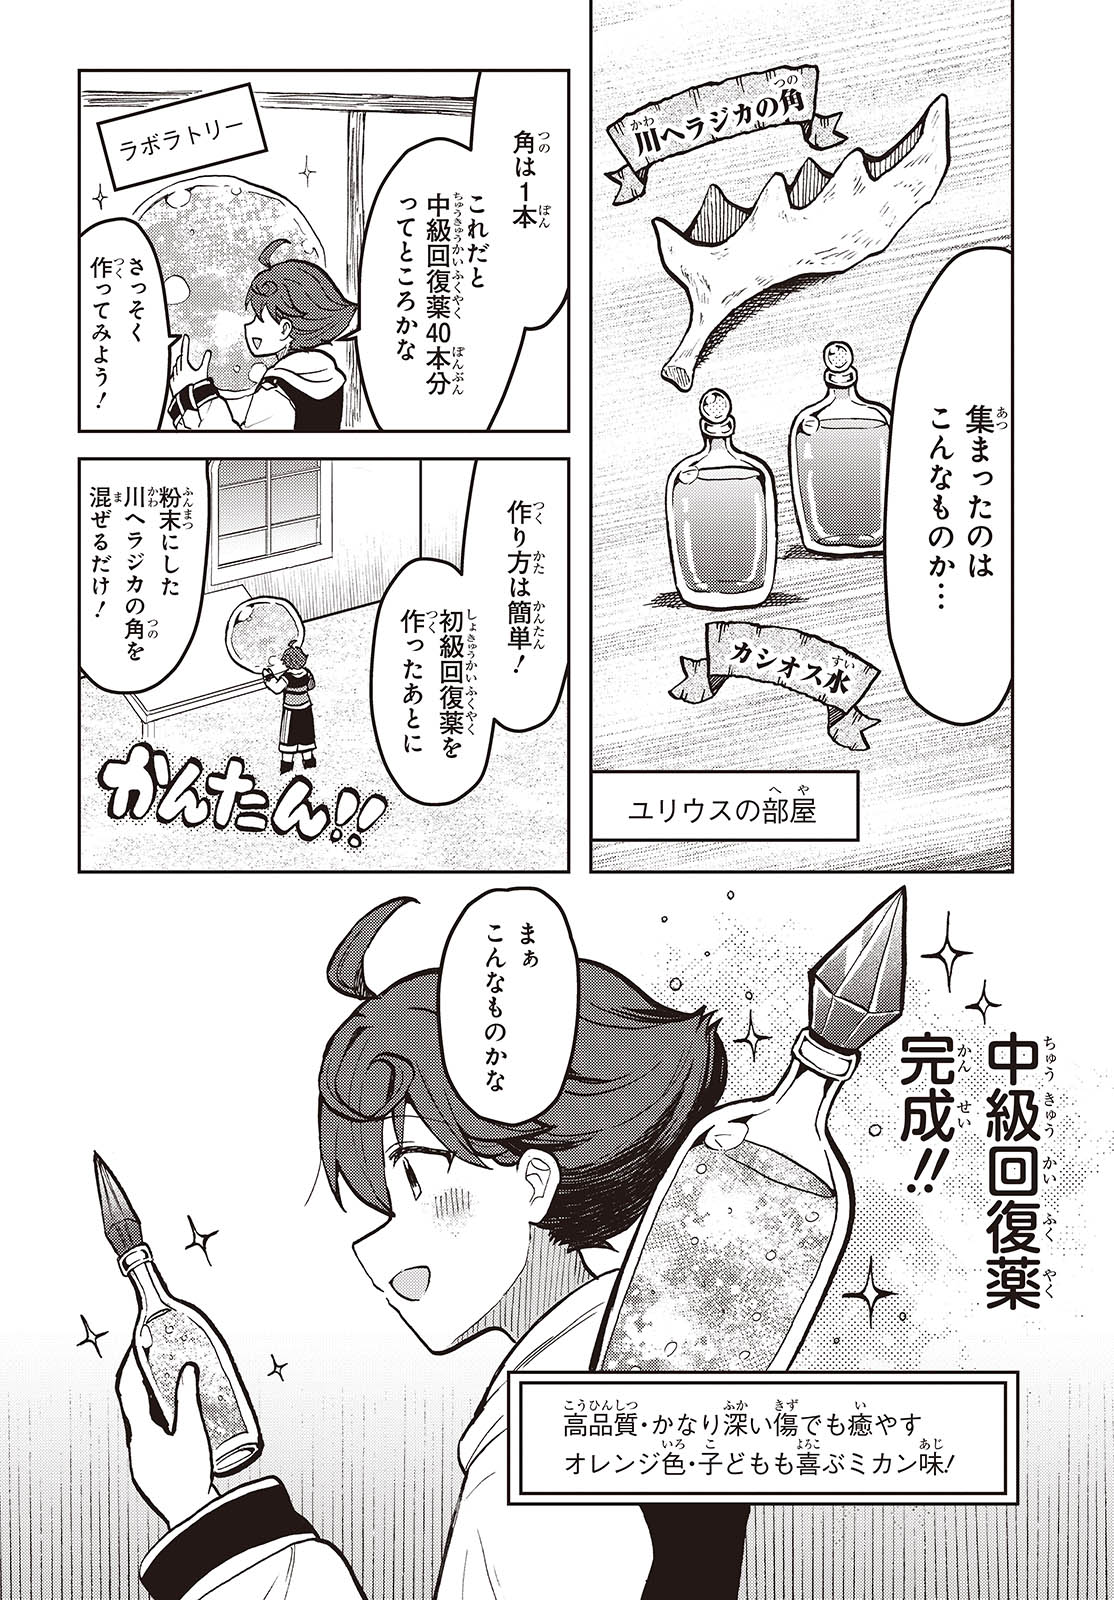 川ヘラジカの角
集まったのは
こんなものか…
カシオス水
ユリウスの部屋
角は1本
これだと
中級回復薬40本分
ってところかな
ラボラトリー
さっそく
作ってみよう!
作り方は簡単!
初級回復薬を
作ったあとに
粉末にした
川ヘラジカの角を
混ぜるだけ!
かんたん!!
中級回復薬
完成!!
まぁ
こんなものかな
高品質・かなり深い傷でも癒やす
オレンジ色・子どもも喜ぶミカン味!